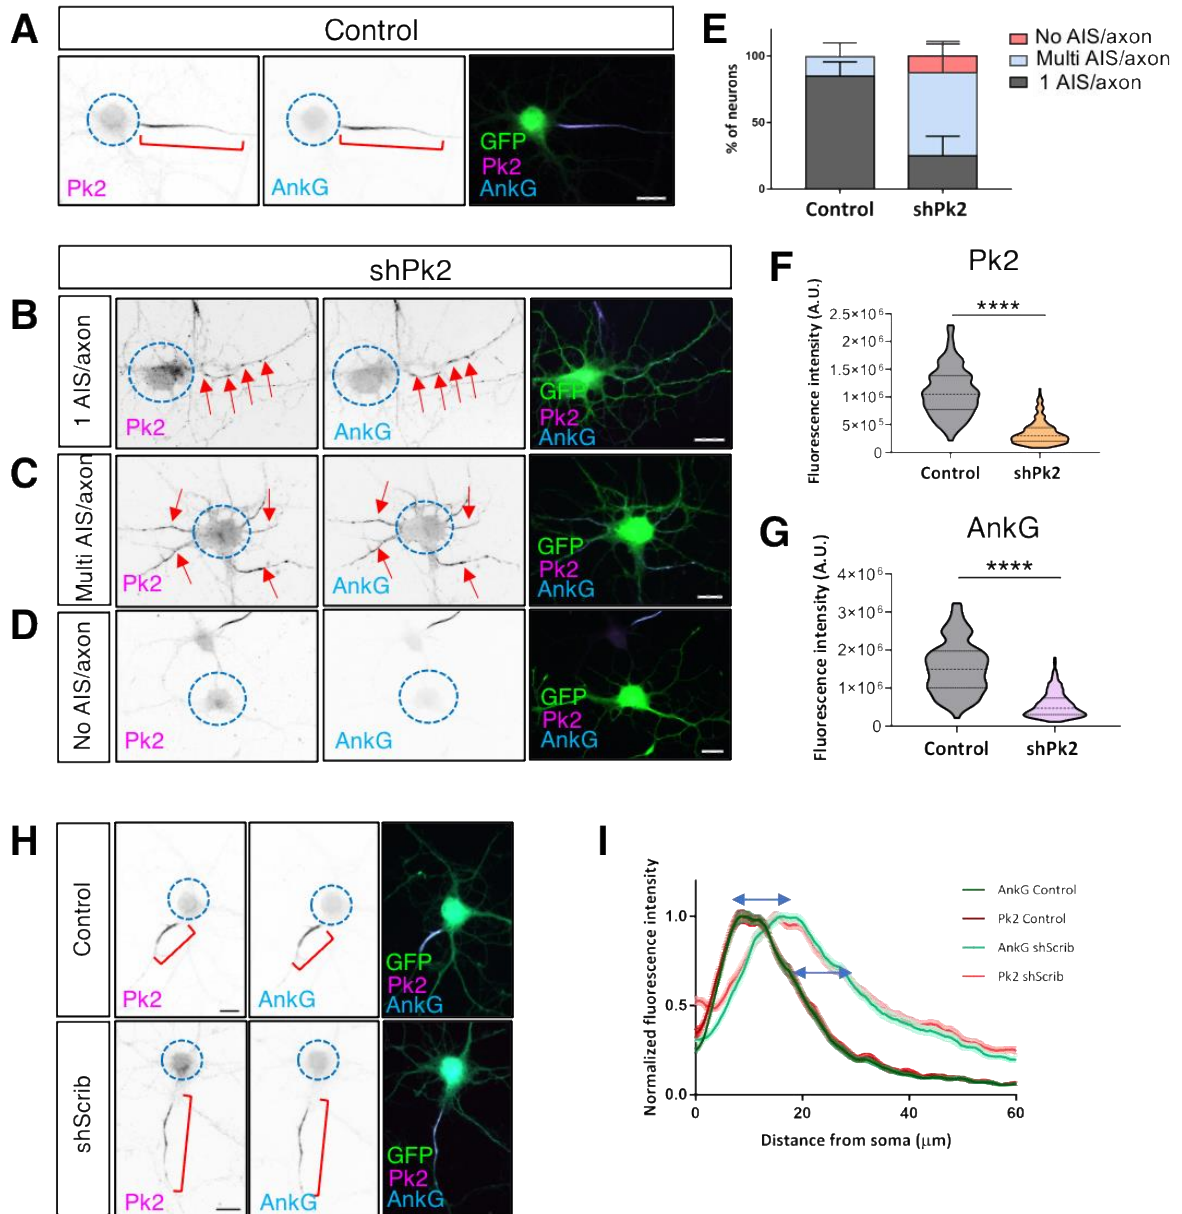 A
Control
Pk2
AnkG
GFP
Pk2
AnkG
E
% of neurons
100
50
0
Control
shPk2
No AIS/axon
Multi AIS/axon
1 AIS/axon
shPk2
B
1 AIS/axon
Pk2
AnkG
GFP
Pk2
AnkG
C
Multi AIS/axon
Pk2
AnkG
GFP
Pk2
AnkG
D
No AIS/axon
Pk2
AnkG
GFP
Pk2
AnkG
F
Pk2
Fluorescence intensity (A.U.)
****
2.5×10⁶
2×10⁶
1.5×10⁶
1×10⁶
5×10⁵
0
Control
shPk2
G
AnkG
Fluorescence intensity (A.U.)
****
4×10⁶
3×10⁶
2×10⁶
1×10⁶
0
Control
shPk2
H
Control
Pk2
AnkG
GFP
Pk2
AnkG
shScrib
Pk2
AnkG
GFP
Pk2
AnkG
I
Normalized fluorescence intensity
1.0
0.5
0.0
0
20
40
60
Distance from soma (μm)
AnkG Control
Pk2 Control
AnkG shScrib
Pk2 shScrib